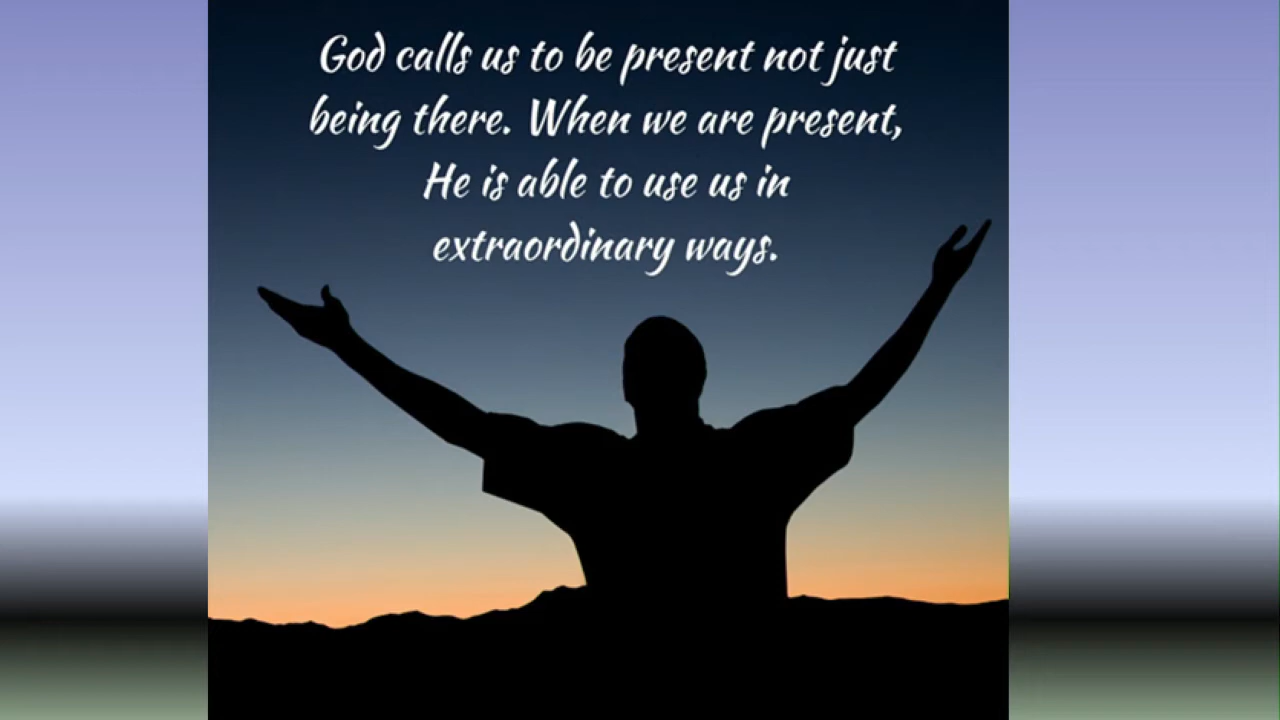 God calls us to be present not just
being there. When we are present,
He is able to use us in
extraordinary ways.